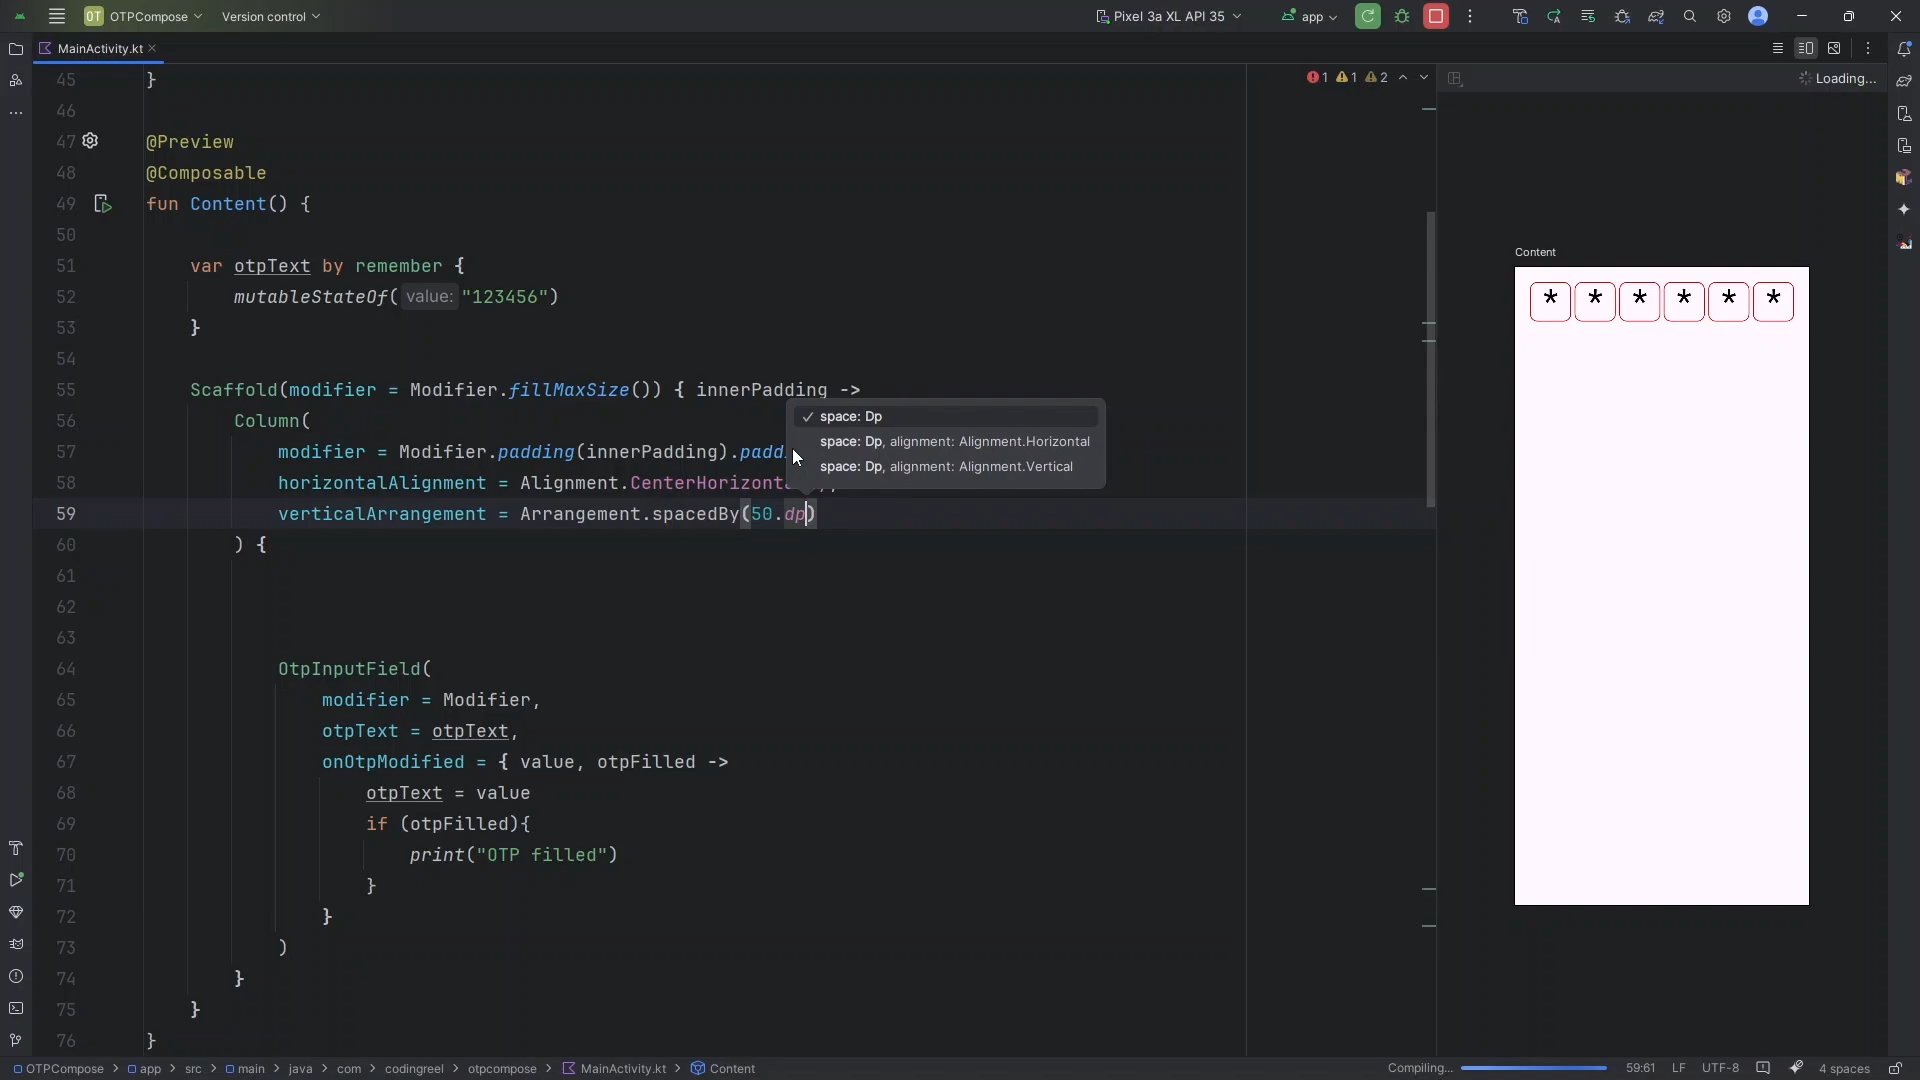 OT OTPCompose Version control Pixel 3a XL API 35 app
MainActivity.kt
1 1 2 Loading...
45 }
46
47 @Preview
48 @Composable
49 fun Content() {
50
51 var otpText by remember {
52 mutableStateOf( value: "123456")
53 }
54
55 Scaffold(modifier = Modifier.fillMaxSize()) { innerPadding ->
56 Column(
57 modifier = Modifier.padding(innerPadding).padd
58 horizontalAlignment = Alignment.CenterHorizont
59 verticalArrangement = Arrangement.spacedBy(50.dp)
60 ) {
61
62
63
64 OtpInputField(
65 modifier = Modifier,
66 otpText = otpText,
67 onOtpModified = { value, otpFilled ->
68 otpText = value
69 if (otpFilled){
70 print("OTP filled")
71 }
72 }
73 )
74 }
75 }
76 }
space: Dp
space: Dp, alignment: Alignment.Horizontal
space: Dp, alignment: Alignment.Vertical
Content
* * * * * *
OTPCompose > app > src > main > java > com > codingreel > otpcompose > MainActivity.kt > Content Compiling... 59:61 LF UTF-8 4 spaces